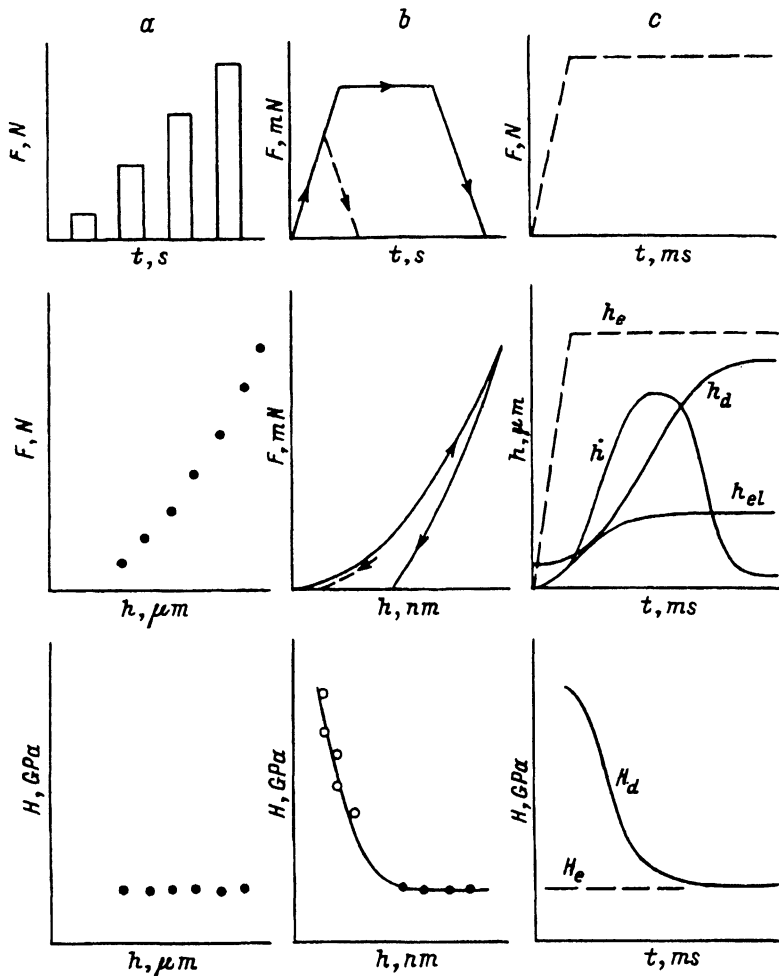 a
b
c
F, N
t, s
F, mN
t, s
F, N
t, ms
F, N
h, μm
F, mN
h, nm
h, μm
h_e
h_d
ḣ
h_el
t, ms
H, GPa
h, μm
H, GPa
h, nm
H, GPa
H_d
H_e
t, ms